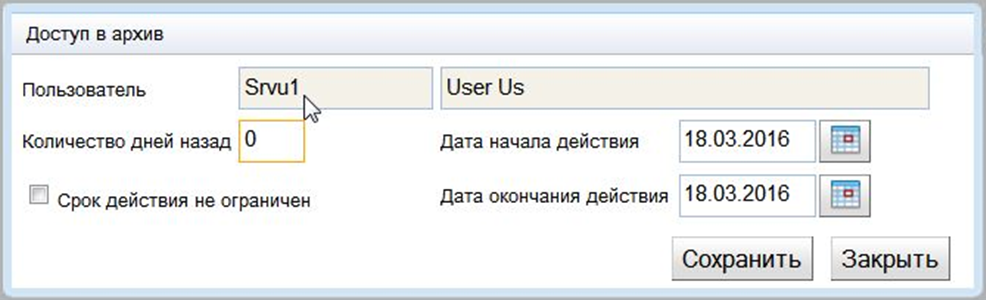 Доступ в архив
Пользователь Srvu1 User Us
Количество дней назад 0 Дата начала действия 18.03.2016
Срок действия не ограничен Дата окончания действия 18.03.2016
Сохранить Закрыть